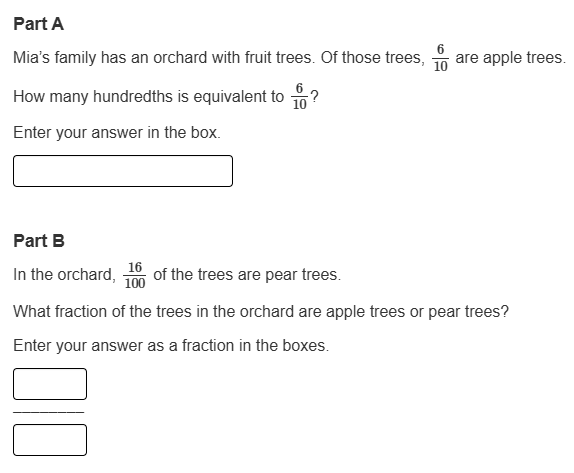 Part A
Mia's family has an orchard with fruit trees. Of those trees, 6/10 are apple trees.
How many hundredths is equivalent to 6/10?
Enter your answer in the box.
Part B
In the orchard, 16/100 of the trees are pear trees.
What fraction of the trees in the orchard are apple trees or pear trees?
Enter your answer as a fraction in the boxes.